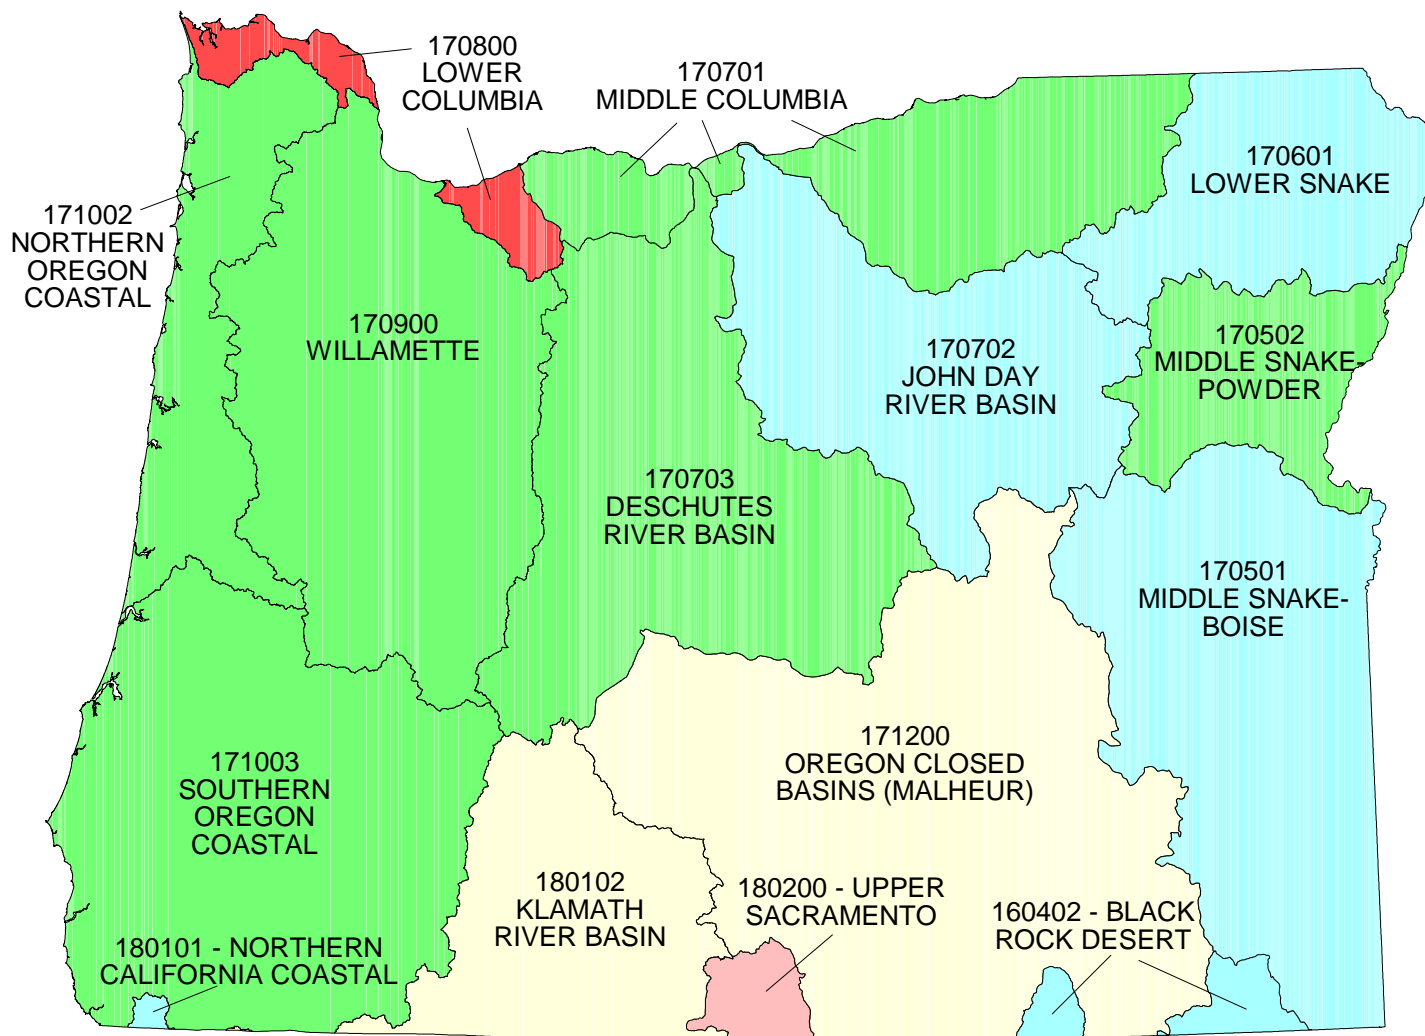 170800
LOWER
COLUMBIA
170701
MIDDLE COLUMBIA
170601
LOWER SNAKE
171002
NORTHERN
OREGON
COASTAL
170900
WILLAMETTE
170702
JOHN DAY
RIVER BASIN
170502
MIDDLE SNAKE-
POWDER
170703
DESCHUTES
RIVER BASIN
170501
MIDDLE SNAKE-
BOISE
171003
SOUTHERN
OREGON
COASTAL
171200
OREGON CLOSED
BASINS (MALHEUR)
180102
KLAMATH
RIVER BASIN
180200 - UPPER
SACRAMENTO
160402 - BLACK
ROCK DESERT
180101 - NORTHERN
CALIFORNIA COASTAL